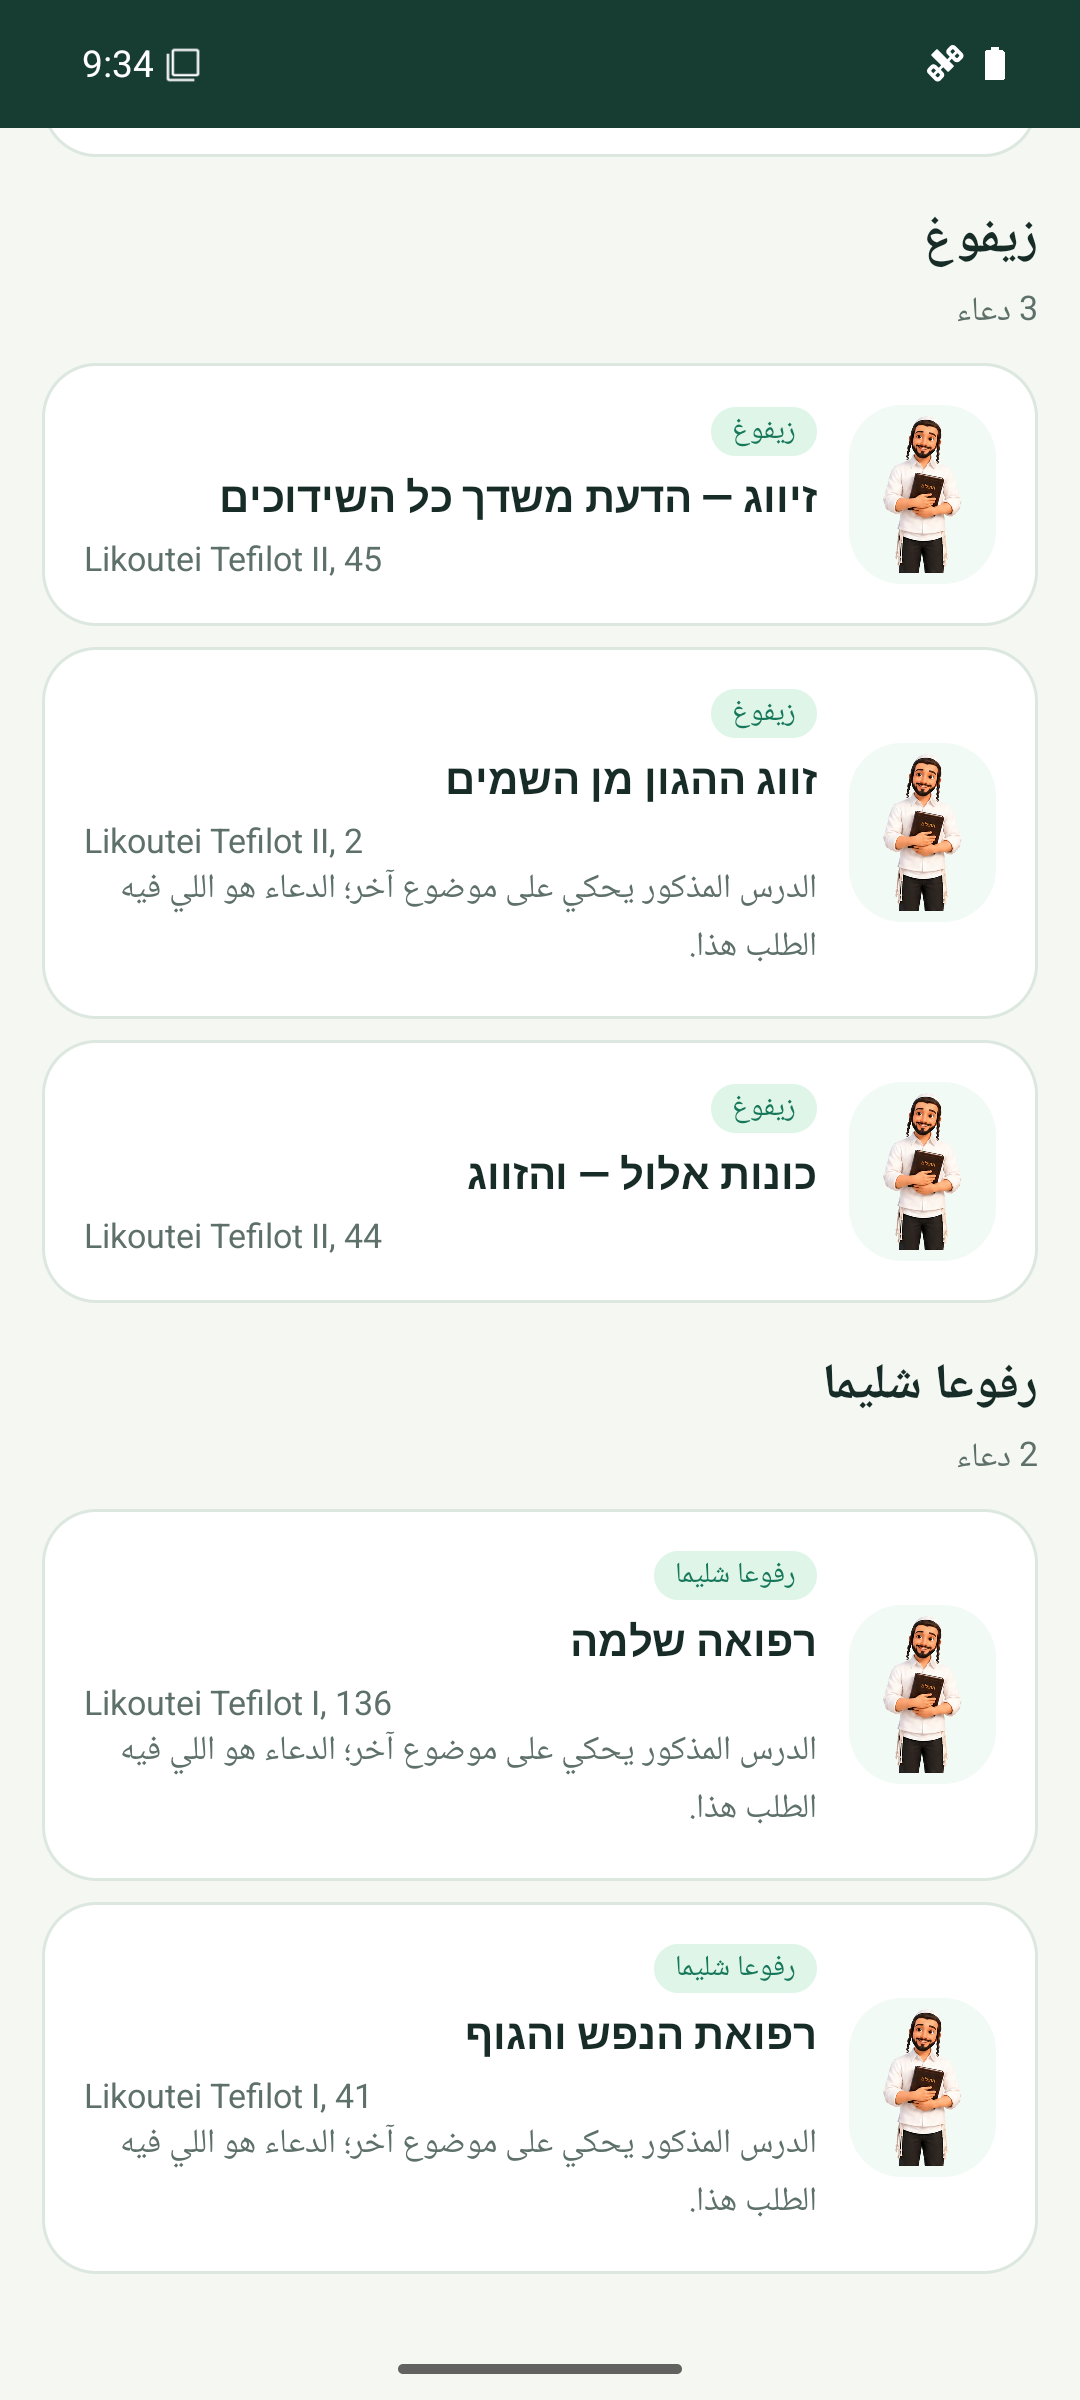 9:34
زيفوغ
3 دعاء
زيفوغ
זיווג – הדעת משדך כל השידוכים
Likoutei Tefilot II, 45
زيفوغ
זווג ההגון מן השמים
Likoutei Tefilot II, 2
الدرس المذكور يحكي على موضوع آخر؛ الدعاء هو اللي فيه
الطلب هذا.
زيفوغ
כונות אלול – והזווג
Likoutei Tefilot II, 44
رفوعا شليما
2 دعاء
رفوعا شليما
רפואה שלמה
Likoutei Tefilot I, 136
الدرس المذكور يحكي على موضوع آخر؛ الدعاء هو اللي فيه
الطلب هذا.
رفوعا شليما
רפואת הנפש והגוף
Likoutei Tefilot I, 41
الدرس المذكور يحكي على موضوع آخر؛ الدعاء هو اللي فيه
الطلب هذا.